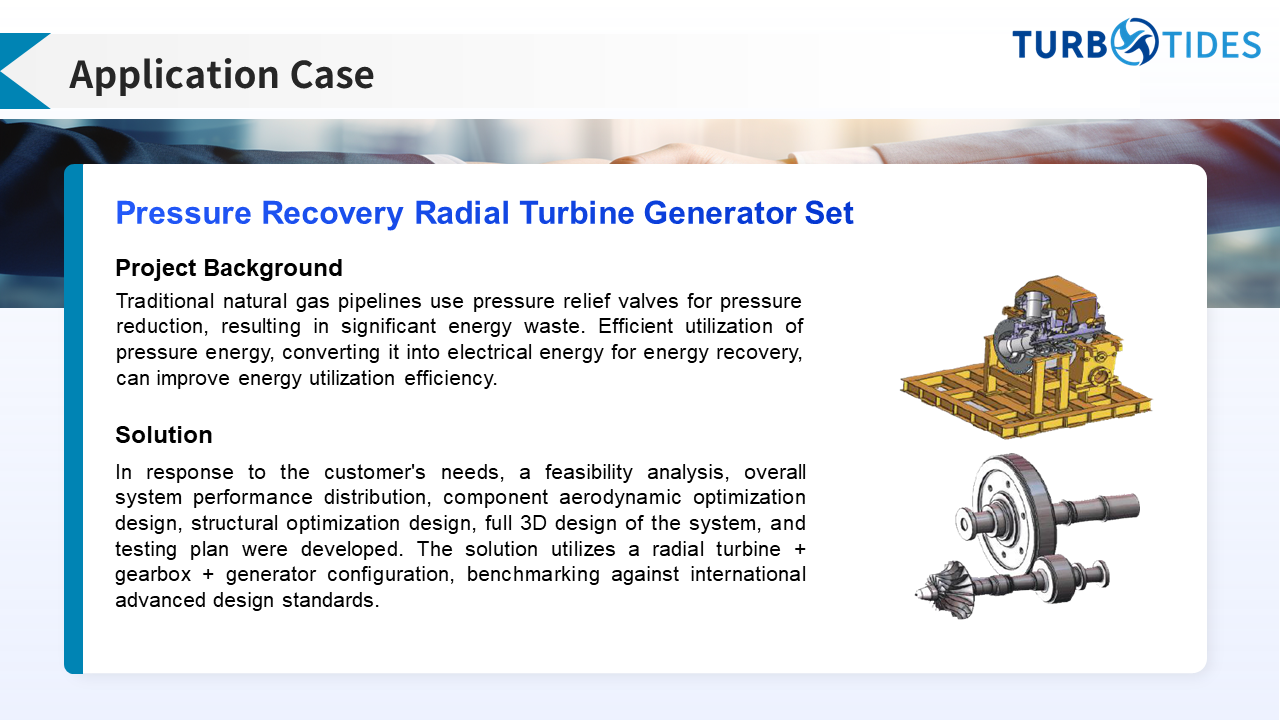 TURBOTIDES
Application Case
Pressure Recovery Radial Turbine Generator Set
Project Background
Traditional natural gas pipelines use pressure relief valves for pressure
reduction, resulting in significant energy waste. Efficient utilization of
pressure energy, converting it into electrical energy for energy recovery,
can improve energy utilization efficiency.
Solution
In response to the customer's needs, a feasibility analysis, overall
system performance distribution, component aerodynamic optimization
design, structural optimization design, full 3D design of the system, and
testing plan were developed. The solution utilizes a radial turbine +
gearbox + generator configuration, benchmarking against international
advanced design standards.